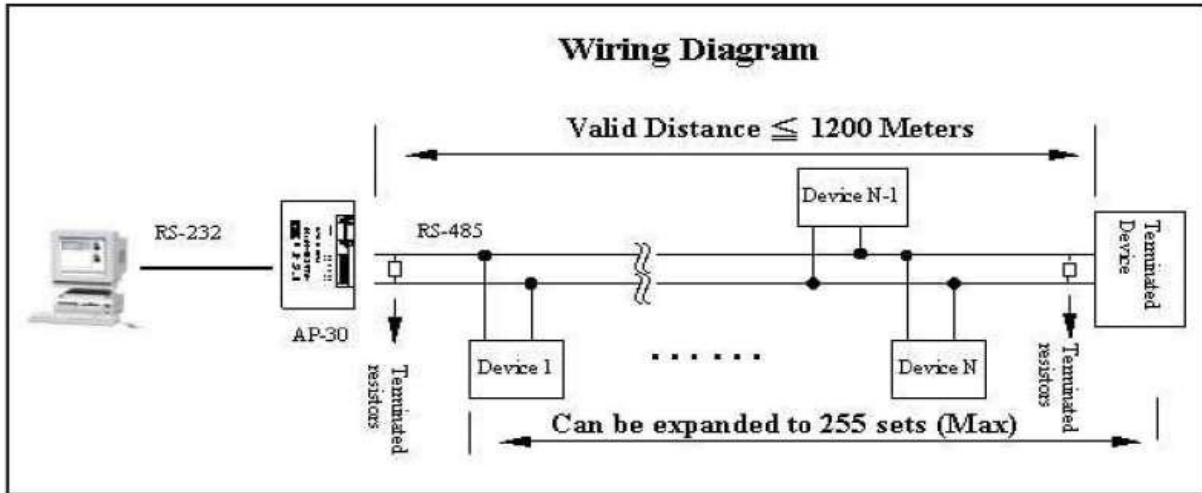 Wiring Diagram
Valid Distance ≦ 1200 Meters
Device N-1
RS-232
RS-485
Terminated
Device
AP-30
Device 1
. . . . . .
Device N
Terminated
resistors
Terminated
resistors
Can be expanded to 255 sets (Max)